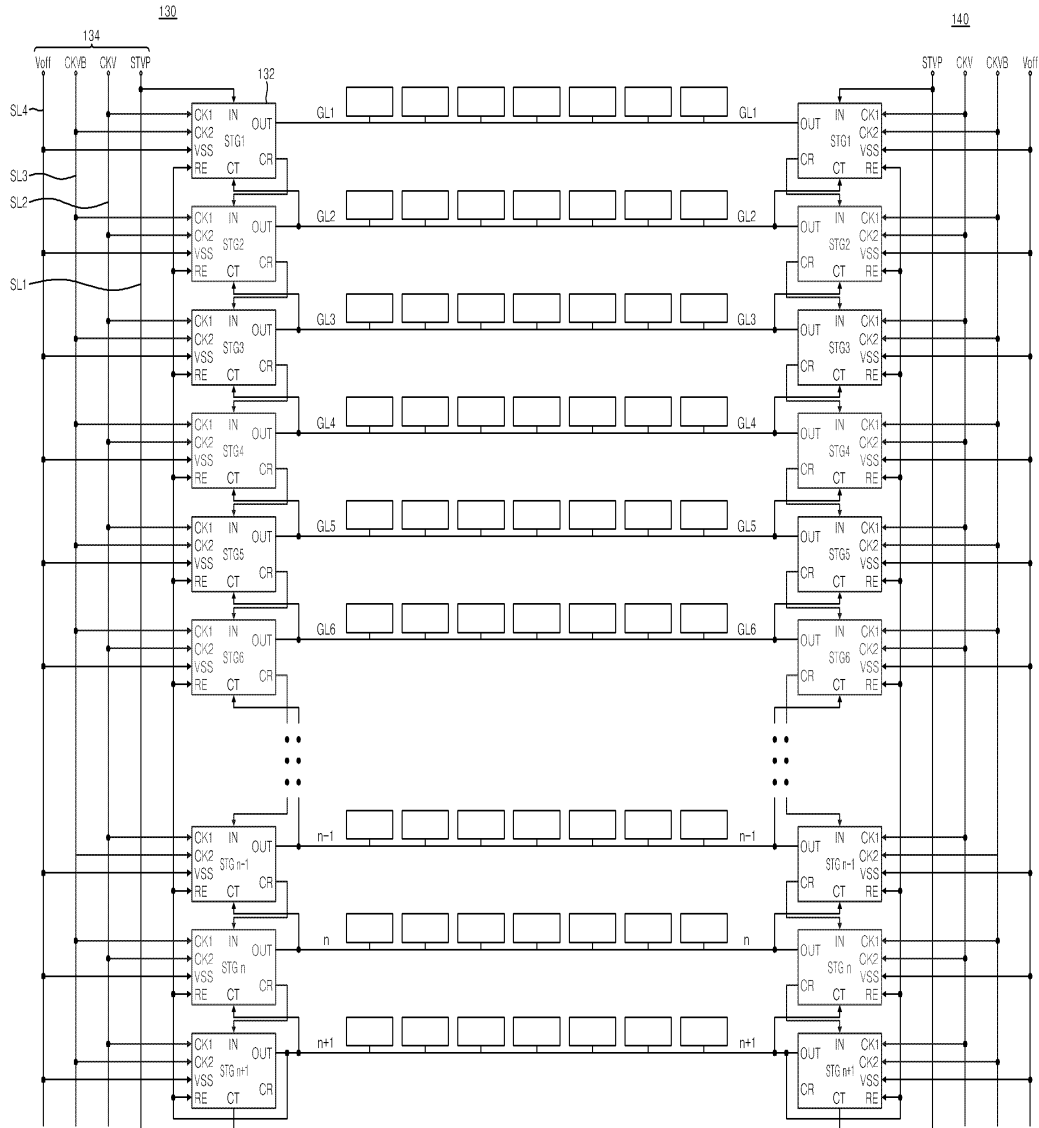 130 140
134
Voff CKVB CKV STVP STVP CKV CKVB Voff
132
SL4
SL3
SL2
SL1
CK1 IN OUT GL1 GL1 OUT IN CK1
CK2 STG1 STG1 CK2
VSS CR CR VSS
RE CT CT RE
CK1 IN OUT GL2 GL2 OUT IN CK1
CK2 STG2 STG2 CK2
VSS CR CR VSS
RE CT CT RE
CK1 IN OUT GL3 GL3 OUT IN CK1
CK2 STG3 STG3 CK2
VSS CR CR VSS
RE CT CT RE
CK1 IN OUT GL4 GL4 OUT IN CK1
CK2 STG4 STG4 CK2
VSS CR CR VSS
RE CT CT RE
CK1 IN OUT GL5 GL5 OUT IN CK1
CK2 STG5 STG5 CK2
VSS CR CR VSS
RE CT CT RE
CK1 IN OUT GL6 GL6 OUT IN CK1
CK2 STG6 STG6 CK2
VSS CR CR VSS
RE CT CT RE
CK1 IN OUT n-1 n-1 OUT IN CK1
CK2 STG n-1 STG n-1 CK2
VSS CR CR VSS
RE CT CT RE
CK1 IN OUT n n OUT IN CK1
CK2 STG n STG n CK2
VSS CR CR VSS
RE CT CT RE
CK1 IN OUT n+1 n+1 OUT IN CK1
CK2 STG n+1 STG n+1 CK2
VSS CR CR VSS
RE CT CT RE